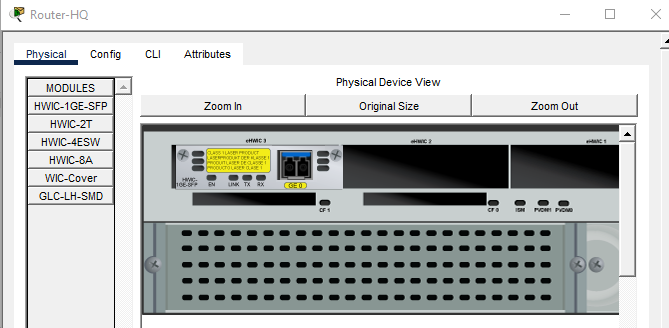 Router-HQ
Physical Config CLI Attributes
MODULES
HWIC-1GE-SFP
HWIC-2T
HWIC-4ESW
HWIC-8A
WIC-Cover
GLC-LH-SMD
Physical Device View
Zoom In Original Size Zoom Out
eHWIC 3 eHWIC 2 eHWIC 1
CLASS 1 LASER PRODUCT
LASERPRODUKT DER KLASSE 1
PRODUIT LASER DE CLASSE 1
PRODUCTO LASER CLASE 1
HWIC-
1GE-SFP
EN LINK TX RX GE 0
CF 1 CF 0 ISM PVDM1 PVDM0